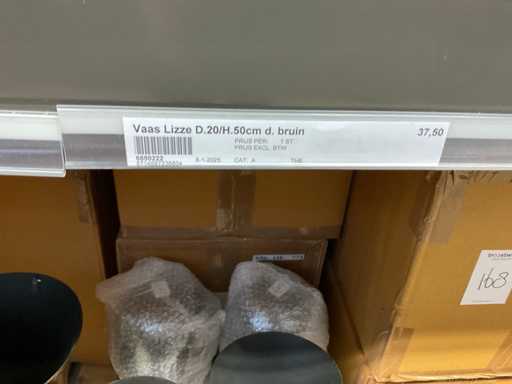 Vaas Lizze D.20/H.50cm d. bruin
37,50
PRIJS PER: 1 ST
PRIJS EXCL. BTW
6880222
8-1-2025 CAT.: A
168